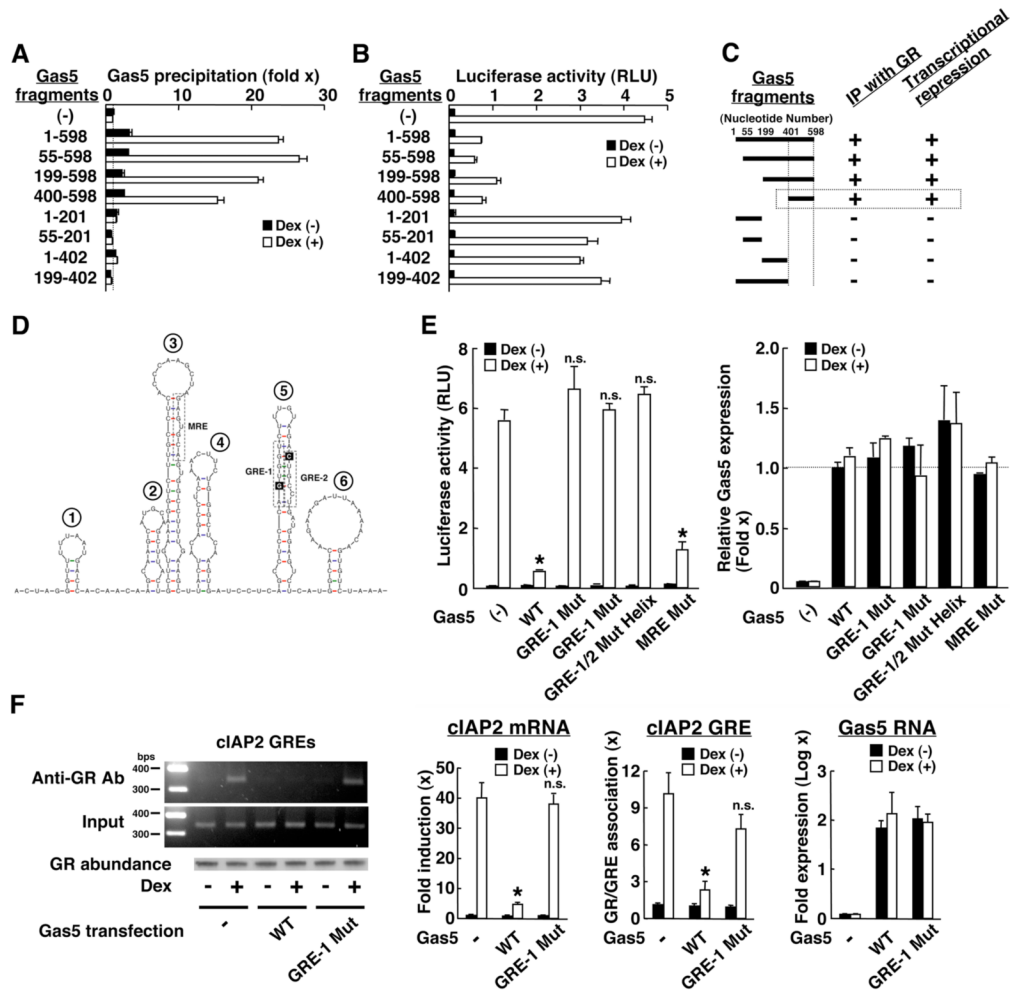 A
Gas5 fragments
Gas5 precipitation (fold x)
0 10 20 30
(-)
1-598
55-598
199-598
400-598
1-201
55-201
1-402
199-402
Dex (-)
Dex (+)
B
Gas5 fragments
Luciferase activity (RLU)
0 1 2 3 4 5
(-)
1-598
55-598
199-598
400-598
1-201
55-201
1-402
199-402
Dex (-)
Dex (+)
C
Gas5 fragments
(Nucleotide Number)
1 55 199 401 598
IP with GR
Transcriptional repression
+ +
+ +
+ +
+ +
- -
- -
- -
- -
D
1
2
3
4
5
6
MRE
GRE-1
GRE-2
G
C
E
Luciferase activity (RLU)
8
6
4
2
0
Dex (-)
Dex (+)
n.s.
n.s.
n.s.
*
*
Gas5
(-)
WT
GRE-1 Mut
GRE-1 Mut
GRE-1/2 Mut Helix
MRE Mut
Relative Gas5 expression
(Fold x)
2.0
1.5
1.0
0.5
0
Dex (-)
Dex (+)
Gas5
(-)
WT
GRE-1 Mut
GRE-1 Mut
GRE-1/2 Mut Helix
MRE Mut
F
cIAP2 GREs
bps
Anti-GR Ab
400
300
Input
400
300
GR abundance
Dex - + - + - +
Gas5 transfection
-
WT
GRE-1 Mut
cIAP2 mRNA
Dex (-)
Dex (+)
Fold induction (x)
50
40
30
20
10
0
n.s.
*
Gas5
-
WT
GRE-1 Mut
cIAP2 GRE
Dex (-)
Dex (+)
GR/GRE association (x)
12
9
6
3
0
n.s.
*
Gas5
-
WT
GRE-1 Mut
Gas5 RNA
Dex (-)
Dex (+)
Fold expression (Log x)
3
2
1
0
Gas5
-
WT
GRE-1 Mut